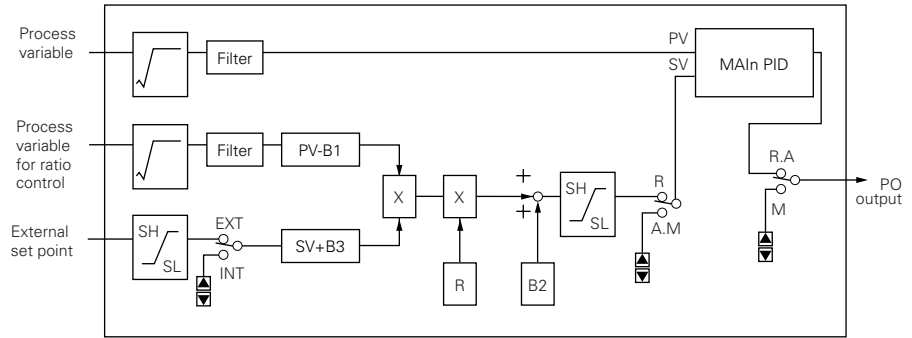 Process
variable
Filter
PV
SV
MAIn PID
Process
variable
for ratio
control
Filter
PV-B1
R.A
M
PO
output
X
X
+
+
SH
SL
R
A.M
External
set point
SH
SL
EXT
INT
SV+B3
R
B2